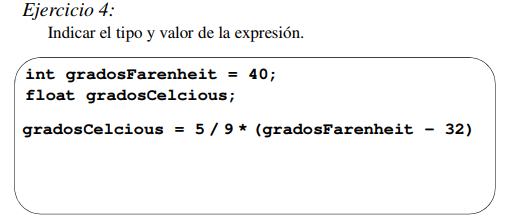 Ejercicio 4:
Indicar el tipo y valor de la expresión.
int gradosFarenheit = 40;
float gradosCelcious;
gradosCelcious = 5 / 9 * (gradosFarenheit - 32)